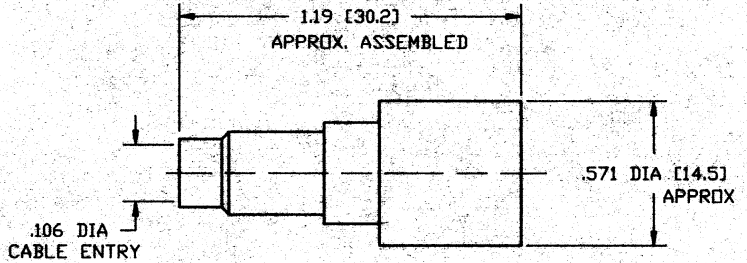 1.19 [30.2]
APPROX. ASSEMBLED
.571 DIA [14.5]
APPROX
.106 DIA
CABLE ENTRY